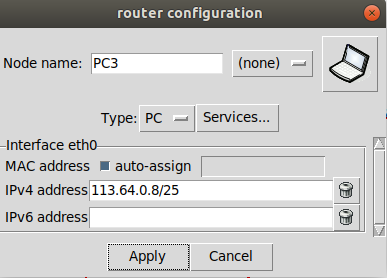 router configuration
Node name: PC3 (none)
Type: PC Services...
Interface eth0
MAC address auto-assign
IPv4 address 113.64.0.8/25
IPv6 address
Apply Cancel